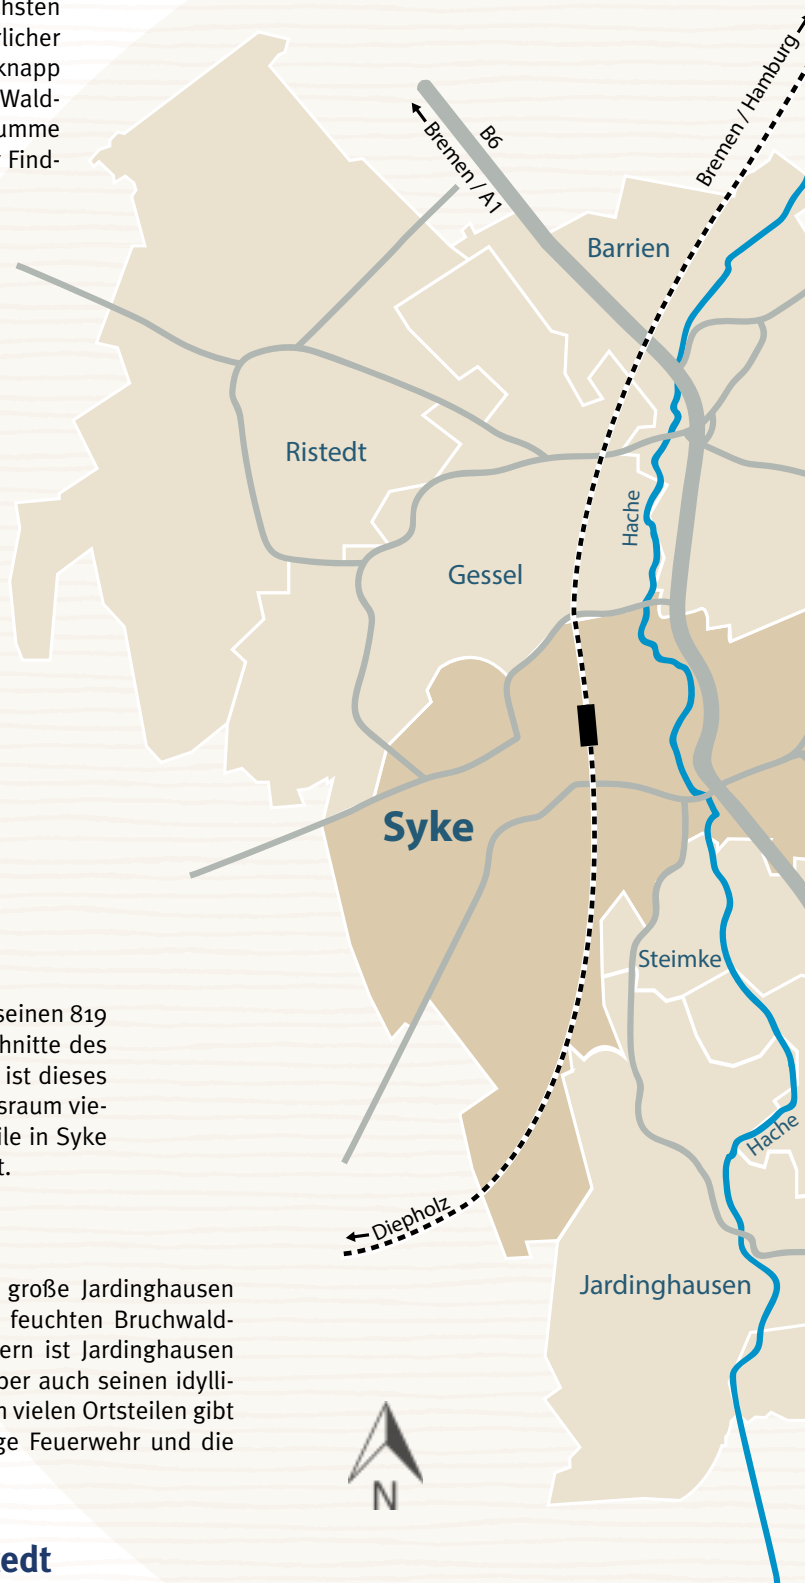 hsten
licher
knapp
Wald-
umme
Find-
Bremen / Hamburg
B6
Bremen / A1
Barrien
Ristedt
Hache
Gessel
Syke
Steimke
seinen 819
hnitte des
ist dieses
sraum vie-
ile in Syke
t.
Hache
Diepholz
große Jardinghausen
feuchten Bruchwald-
ern ist Jardinghausen
ber auch seinen idylli-
n vielen Ortsteilen gibt
ge Feuerwehr und die
Jardinghausen
N
edt